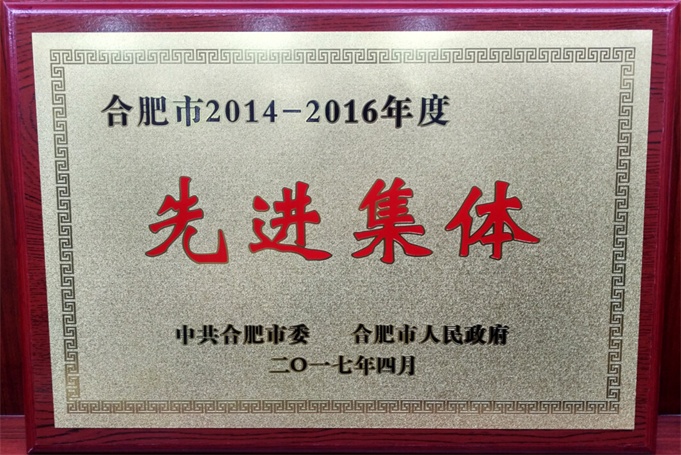 合肥市2014-2016年度
先进集体
中共合肥市委 合肥市人民政府
二〇一七年四月